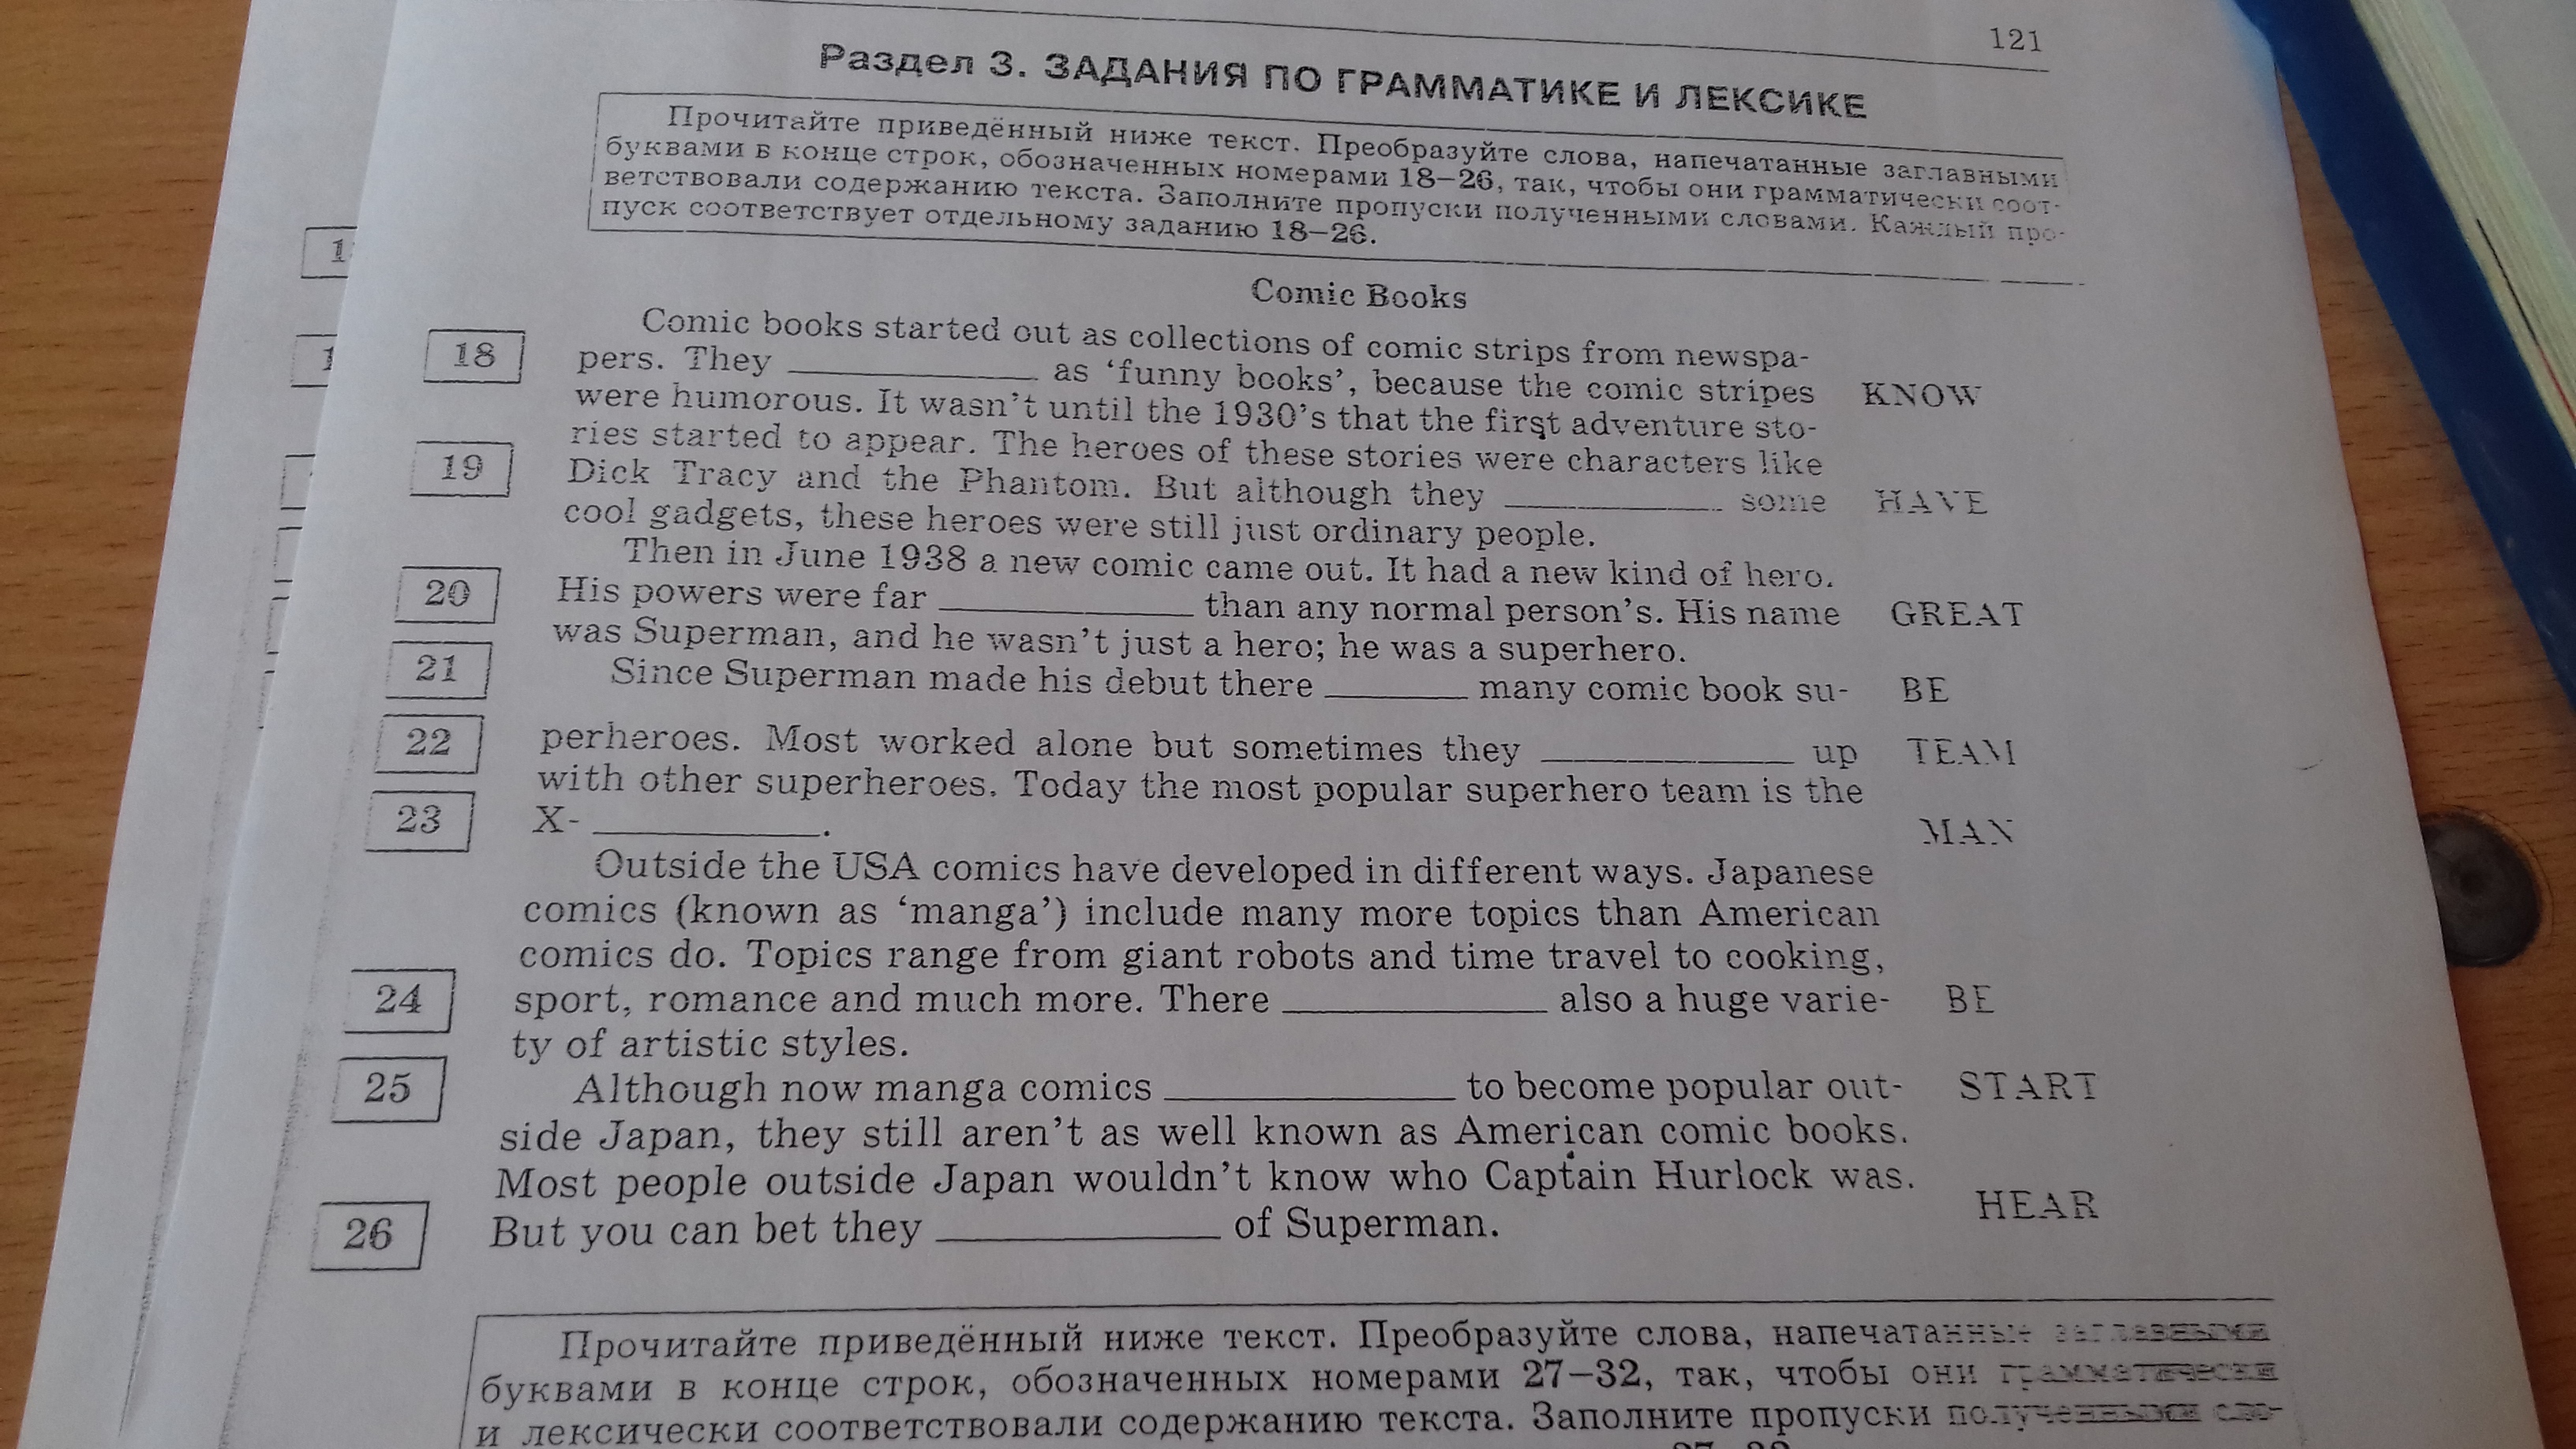 121
Раздел 3. ЗАДАНИЯ ПО ГРАММАТИКЕ И ЛЕКСИКЕ
Прочитайте приведённый ниже текст. Преобразуйте слова, напечатанные заглавными
буквами в конце строк, обозначенных номерами 18–26, так, чтобы они грамматически соот-
ветствовали содержанию текста. Заполните пропуски полученными словами. Каждый про-
пуск соответствует отдельному заданию 18–26.
Comic Books
Comic books started out as collections of comic strips from newspa-
18 pers. They ____________ as ‘funny books’, because the comic stripes KNOW
were humorous. It wasn’t until the 1930’s that the first adventure sto-
ries started to appear. The heroes of these stories were characters like
19 Dick Tracy and the Phantom. But although they ____________ some HAVE
cool gadgets, these heroes were still just ordinary people.
Then in June 1938 a new comic came out. It had a new kind of hero.
20 His powers were far ____________ than any normal person’s. His name GREAT
was Superman, and he wasn’t just a hero; he was a superhero.
21 Since Superman made his debut there _______ many comic book su- BE
22 perheroes. Most worked alone but sometimes they ____________ up TEAM
with other superheroes. Today the most popular superhero team is the
23 X- ____________. MAN
Outside the USA comics have developed in different ways. Japanese
comics (known as ‘manga’) include many more topics than American
comics do. Topics range from giant robots and time travel to cooking,
24 sport, romance and much more. There ____________ also a huge varie- BE
ty of artistic styles.
25 Although now manga comics ____________ to become popular out- START
side Japan, they still aren’t as well known as American comic books.
Most people outside Japan wouldn’t know who Captain Hurlock was.
26 But you can bet they ____________ of Superman. HEAR
Прочитайте приведённый ниже текст. Преобразуйте слова, напечатанные заглавными
буквами в конце строк, обозначенных номерами 27–32, так, чтобы они грамматически
и лексически соответствовали содержанию текста. Заполните пропуски полученными сло-